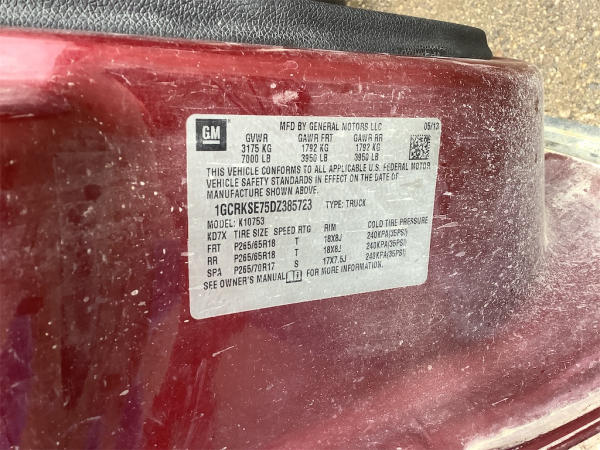 GM
MFD BY GENERAL MOTORS LLC 05/13
GVWR GAWR FRT GAWR RR
3175 KG 1792 KG 1792 KG
7000 LB 3950 LB 3950 LB
THIS VEHICLE CONFORMS TO ALL APPLICABLE U.S. FEDERAL MOTOR
VEHICLE SAFETY STANDARDS IN EFFECT ON THE DATE OF
MANUFACTURE SHOWN ABOVE.
1GCRKSE75DZ385723 TYPE: TRUCK
MODEL: K10753
KD7X TIRE SIZE SPEED RTG RIM COLD TIRE PRESSURE
FRT P265/65R18 T 18X8J 240KPA(35PSI)
RR P265/65R18 T 18X8J 240KPA(35PSI)
SPA P265/70R17 S 17X7.5J 240KPA(35PSI)
SEE OWNER'S MANUAL FOR MORE INFORMATION.